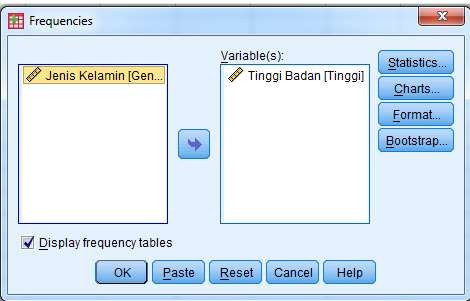 Frequencies
Variable(s):
Jenis Kelamin [Gen...
Tinggi Badan [Tinggi]
Statistics...
Charts...
Format...
Bootstrap...
Display frequency tables
OK
Paste
Reset
Cancel
Help